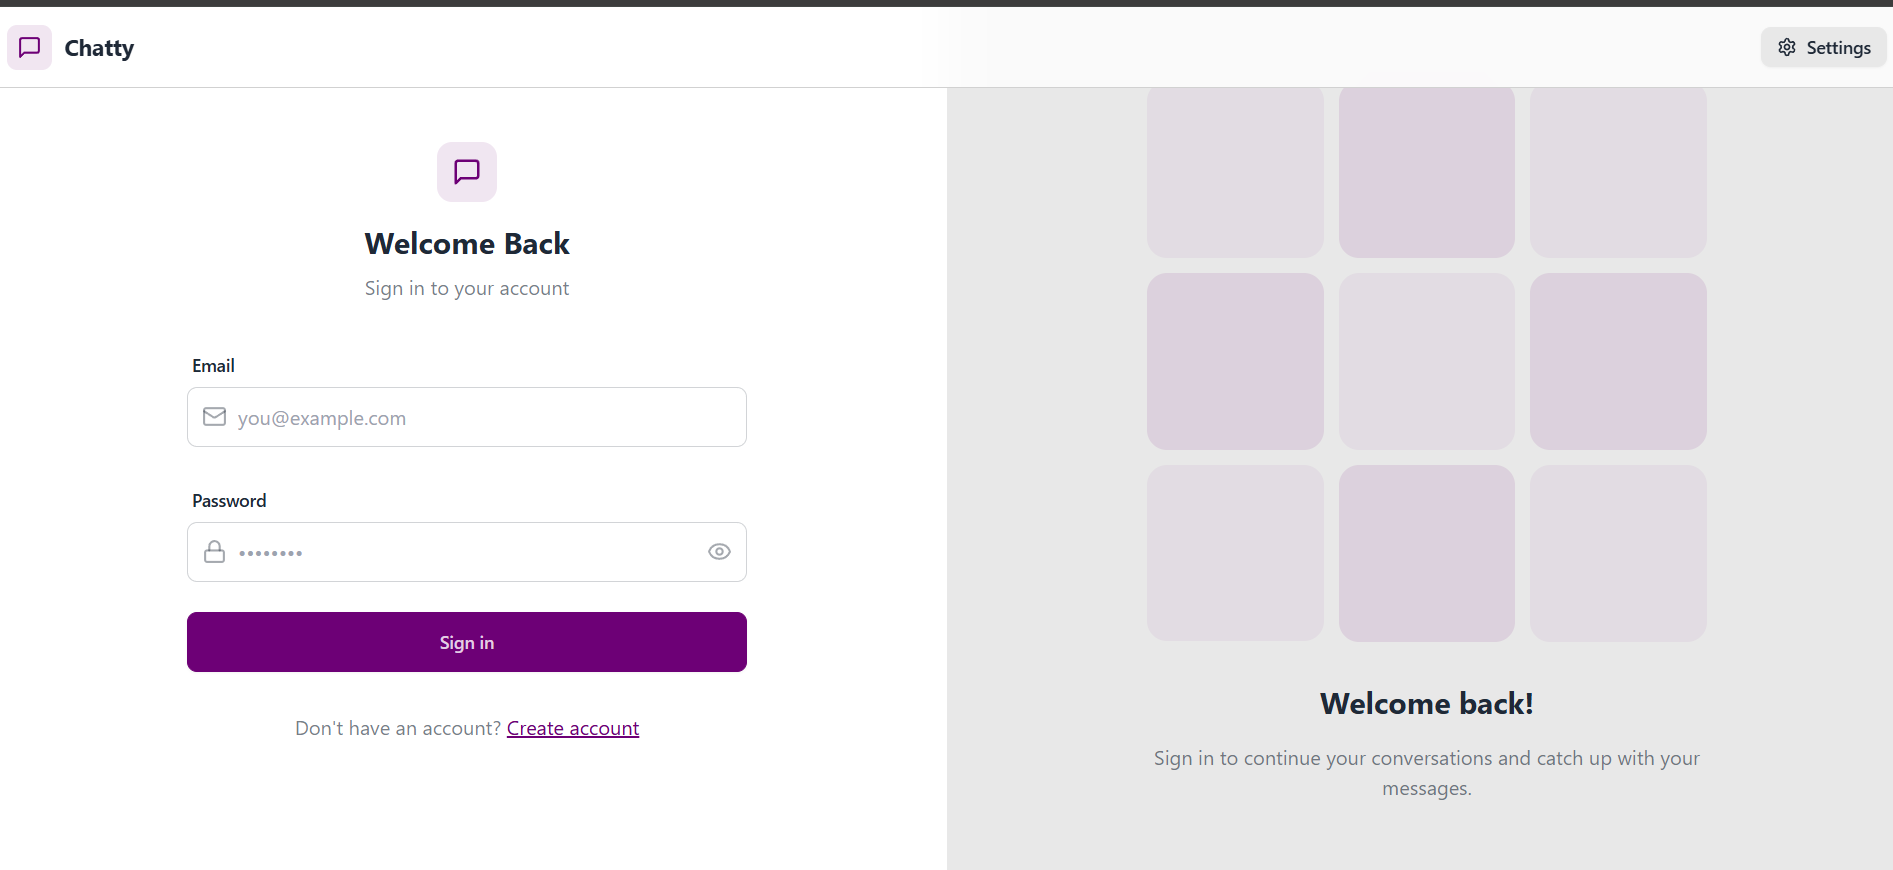 Chatty
Settings
Welcome Back
Sign in to your account
Email
you@example.com
Password
••••••••
Sign in
Don't have an account? Create account
Welcome back!
Sign in to continue your conversations and catch up with your
messages.